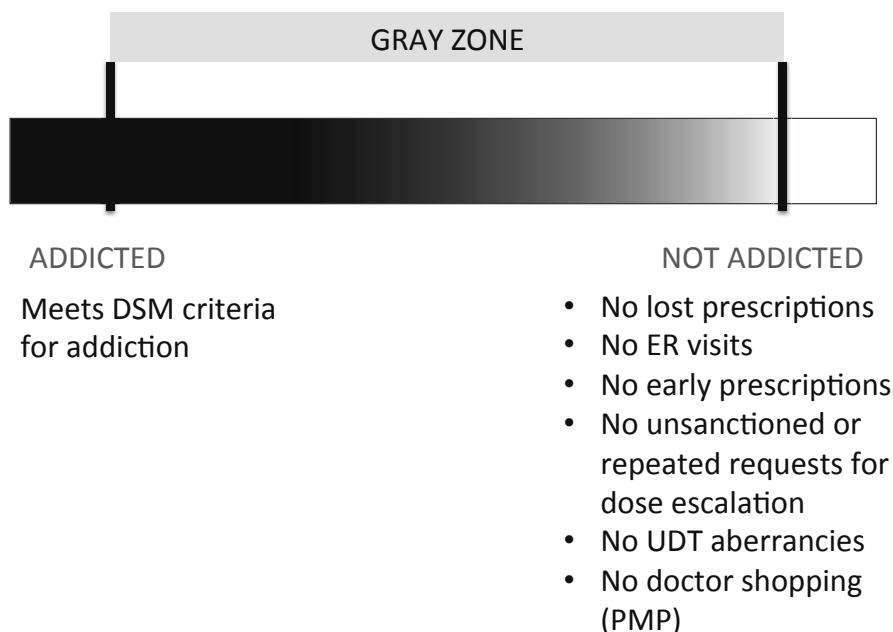 GRAY ZONE
ADDICTED
Meets DSM criteria
for addiction
NOT ADDICTED
• No lost prescriptions
• No ER visits
• No early prescriptions
• No unsanctioned or
repeated requests for
dose escalation
• No UDT aberrancies
• No doctor shopping
(PMP)